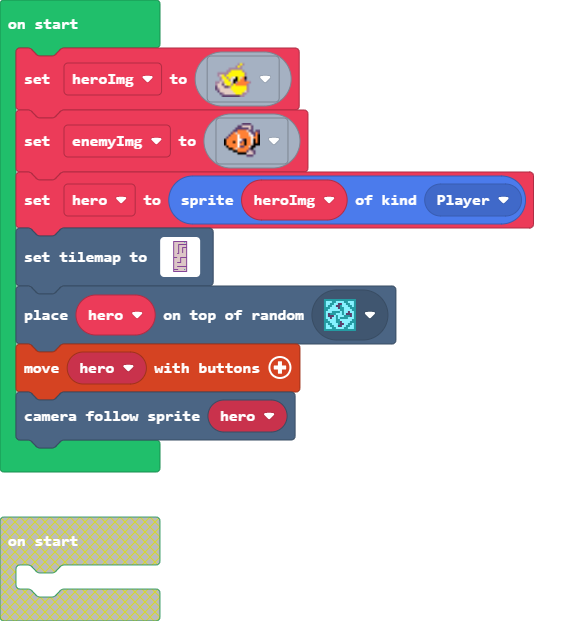 on start
set heroImg to
set enemyImg to
set hero to sprite heroImg of kind Player
set tilemap to
place hero on top of random
move hero with buttons
camera follow sprite hero
on start